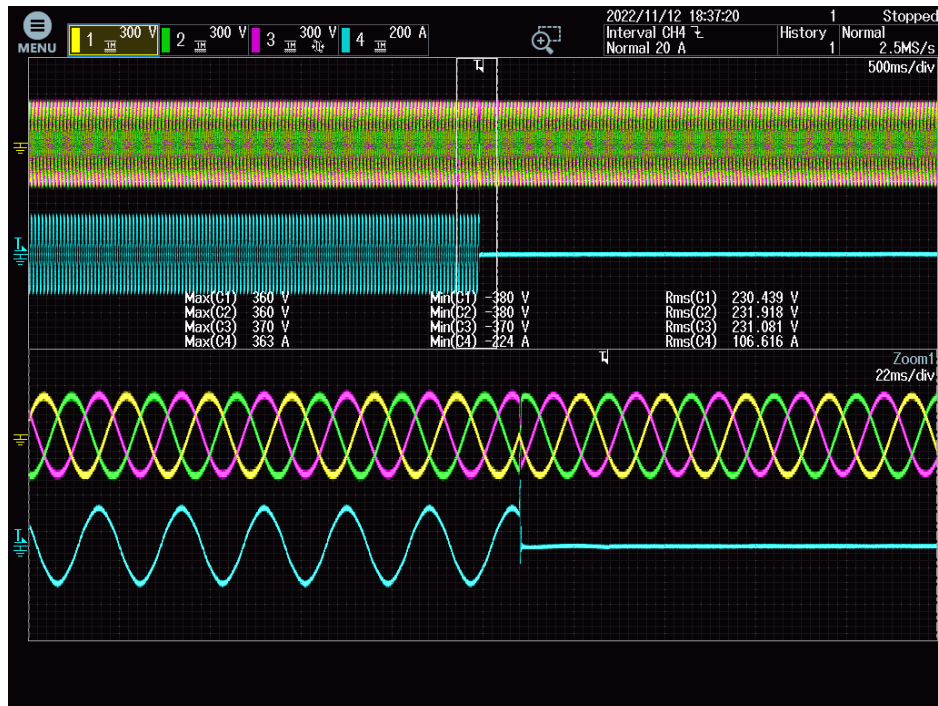 2022/11/12 18:37:20 1 Stopped
MENU 1 300 V 2 300 V 3 300 V 4 200 A Interval CH4 History Normal
Normal 20 A 1 2.5MS/s
500ms/div
Max(C1) 360 V Min(C1) -380 V Rms(C1) 230.439 V
Max(C2) 360 V Min(C2) -380 V Rms(C2) 231.918 V
Max(C3) 370 V Min(C3) -370 V Rms(C3) 231.081 V
Max(C4) 363 A Min(C4) -224 A Rms(C4) 106.616 A
Zoom1
22ms/div